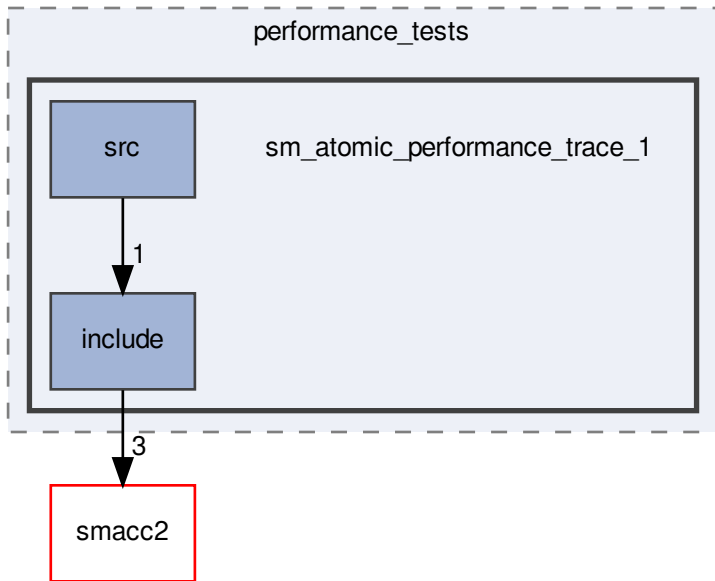 performance_tests
src
sm_atomic_performance_trace_1
1
include
3
smacc2